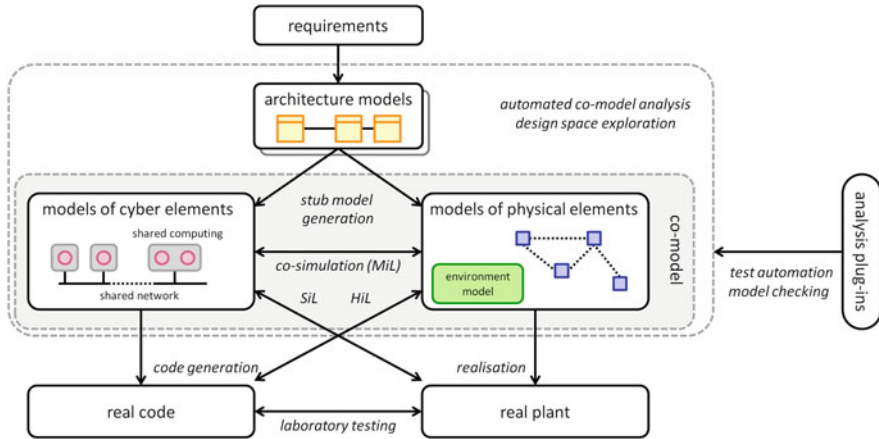 requirements
architecture models
automated co-model analysis
design space exploration
models of cyber elements
stub model
generation
models of physical elements
shared computing
shared network
co-simulation (MiL)
environment
model
co-model
analysis plug-ins
test automation
model checking
SiL
HiL
code generation
realisation
real code
laboratory testing
real plant